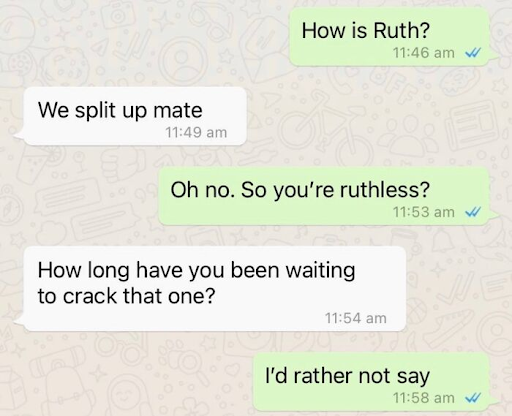 How is Ruth?
11:46 am
We split up mate
11:49 am
Oh no. So you’re ruthless?
11:53 am
How long have you been waiting
to crack that one?
11:54 am
I’d rather not say
11:58 am